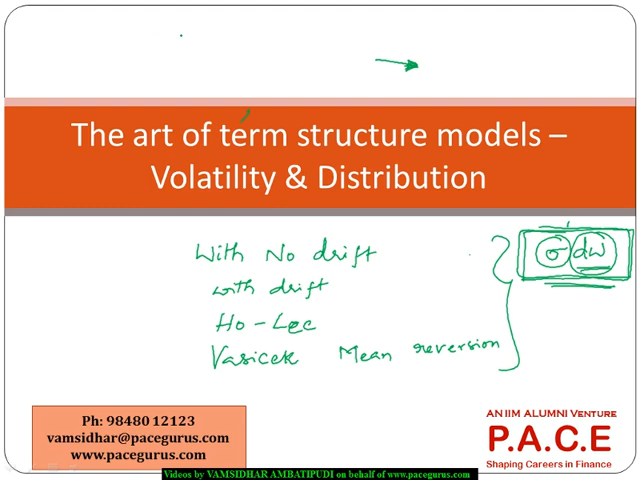 The art of term structure models –
Volatility & Distribution
With No drift
σ dw
with drift
Ho - Lee
Vasicek Mean reversion
Ph: 98480 12123
vamsidhar@pacegurus.com
www.pacegurus.com
AN IIM ALUMNI VENTURE
P.A.C.E
Shaping Careers in Finance
Videos by VAMSIDHAR AMBATIPUDI on behalf of www.pacegurus.com